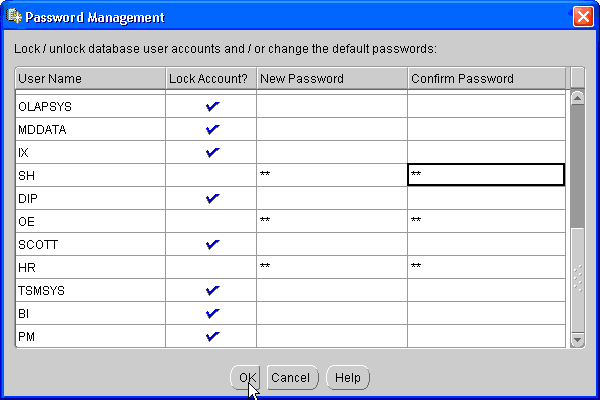 Password Management
Lock / unlock database user accounts and / or change the default passwords:
User Name Lock Account? New Password Confirm Password
OLAPSYS
MDDATA
IX
SH ** **
DIP
OE ** **
SCOTT
HR ** **
TSMSYS
BI
PM
OK Cancel Help